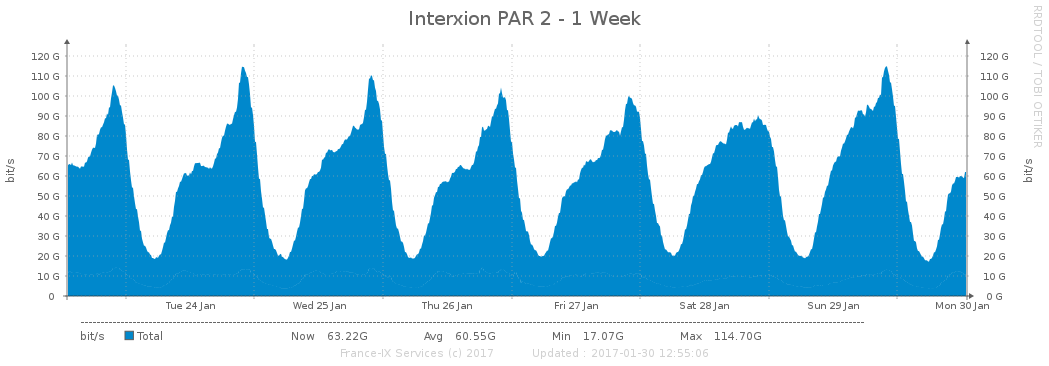 Interxion PAR 2 - 1 Week
RRDTOOL / TOBI OETIKER
bit/s
120 G
110 G
100 G
90 G
80 G
70 G
60 G
50 G
40 G
30 G
20 G
10 G
0
120 G
110 G
100 G
90 G
80 G
70 G
60 G
50 G
40 G
30 G
20 G
10 G
0 G
bit/s
Tue 24 Jan Wed 25 Jan Thu 26 Jan Fri 27 Jan Sat 28 Jan Sun 29 Jan Mon 30 Jan
bit/s Total Now 63.22G Avg 60.55G Min 17.07G Max 114.70G
France-IX Services (c) 2017 Updated : 2017-01-30 12:55:06